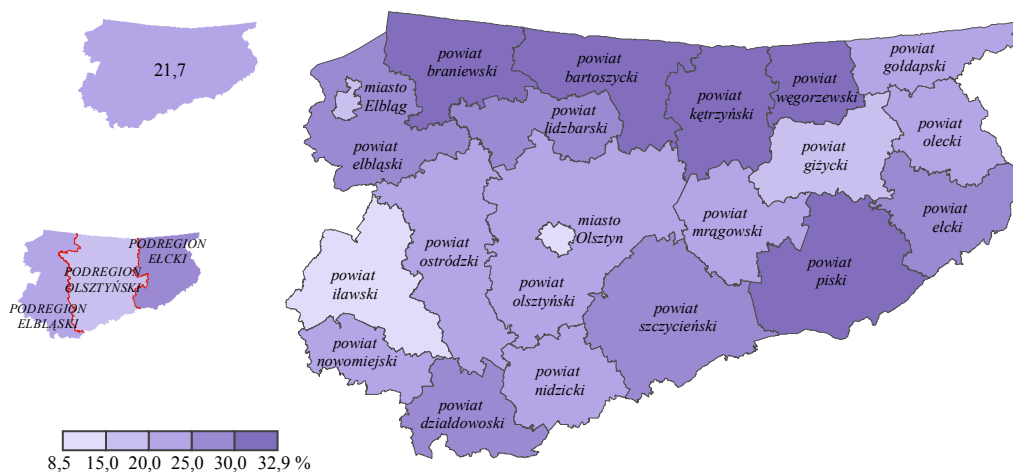 21,7
PODREGION
EŁCKI
PODREGION
OLSZTYŃSKI
PODREGION
ELBLĄSKI
8,5 15,0 20,0 25,0 30,0 32,9 %
powiat
braniewski
powiat
bartoszycki
powiat
kętrzyński
powiat
węgorzewski
powiat
gołdapski
miasto
Elbląg
powiat
lidzbarski
powiat
elbląski
powiat
giżycki
powiat
olecki
powiat
ełcki
powiat
mrągowski
miasto
Olsztyn
powiat
ostródzki
powiat
olsztyński
powiat
piski
powiat
iławski
powiat
szczycieński
powiat
nowomiejski
powiat
nidzicki
powiat
działdowoski